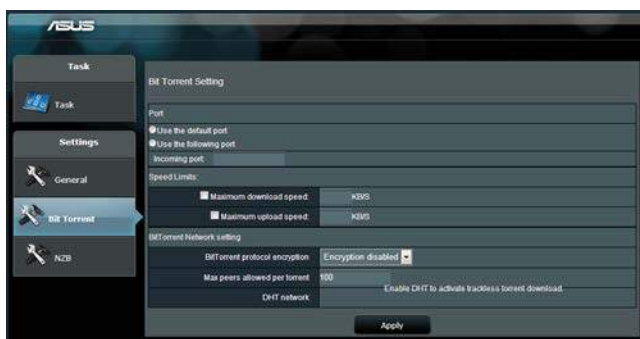 ASUS
Task
Task
Settings
General
Bit Torrent
NZB
Bit Torrent Setting
Port
Use the default port
Use the following port
Incoming port:
Speed Limits:
Maximum download speed: KB/S
Maximum upload speed: KB/S
BitTorrent Network setting
BitTorrent protocol encryption Encryption disabled
Max peers allowed per torrent 100
DHT network Enable DHT to activate trackless torrent download.
Apply